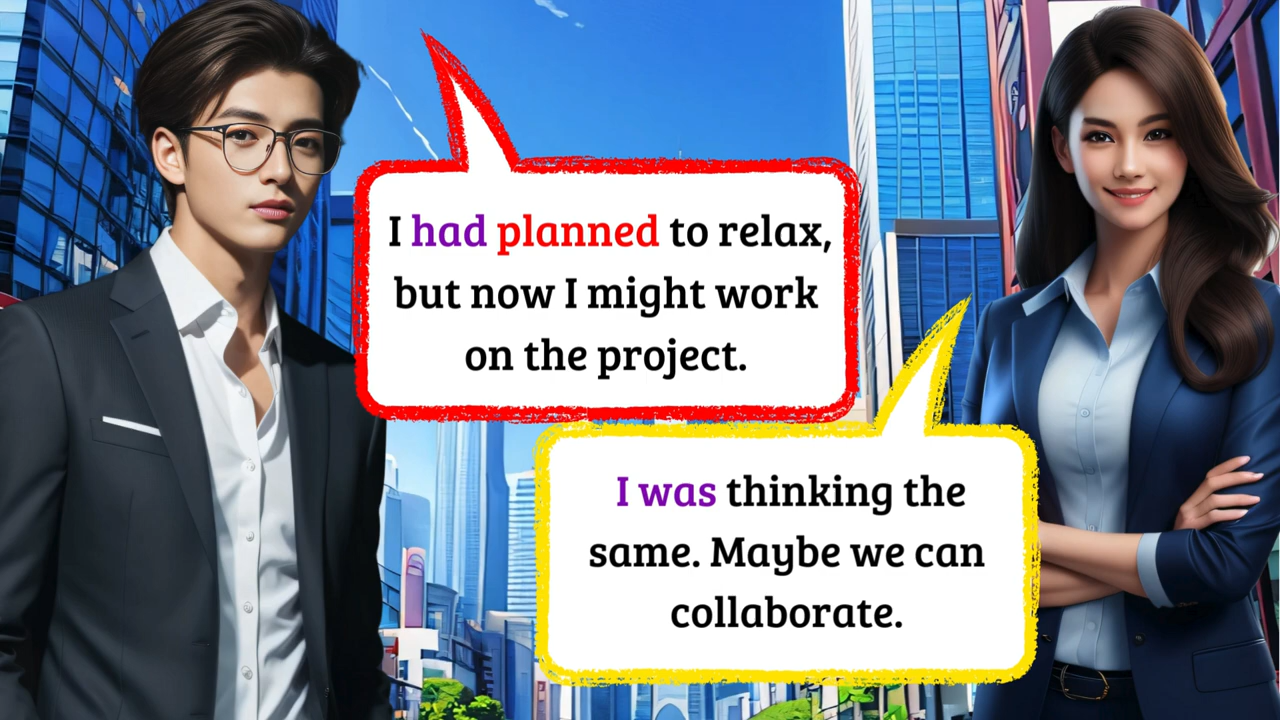 I had planned to relax,
but now I might work
on the project.
I was thinking the
same. Maybe we can
collaborate.